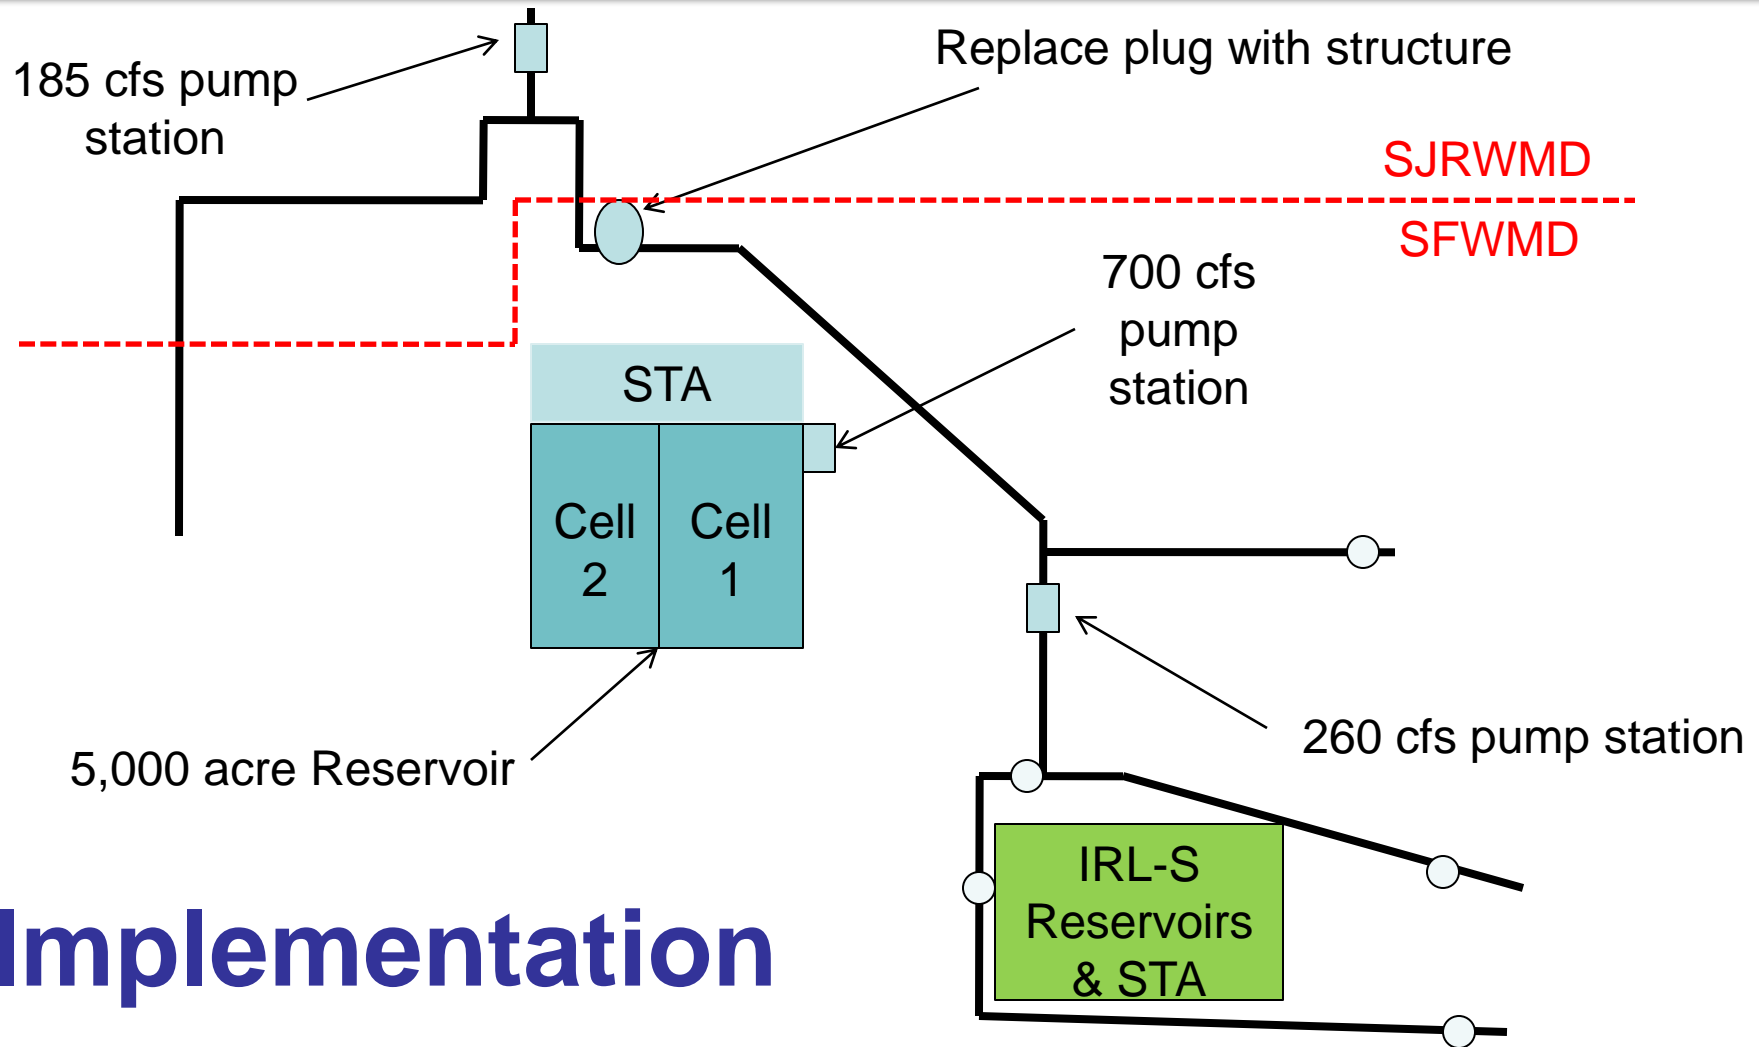 185 cfs pump
station
Replace plug with structure
SJRWMD
SFWMD
700 cfs
pump
station
STA
Cell
2
Cell
1
5,000 acre Reservoir
260 cfs pump station
IRL-S
Reservoirs
& STA
Implementation